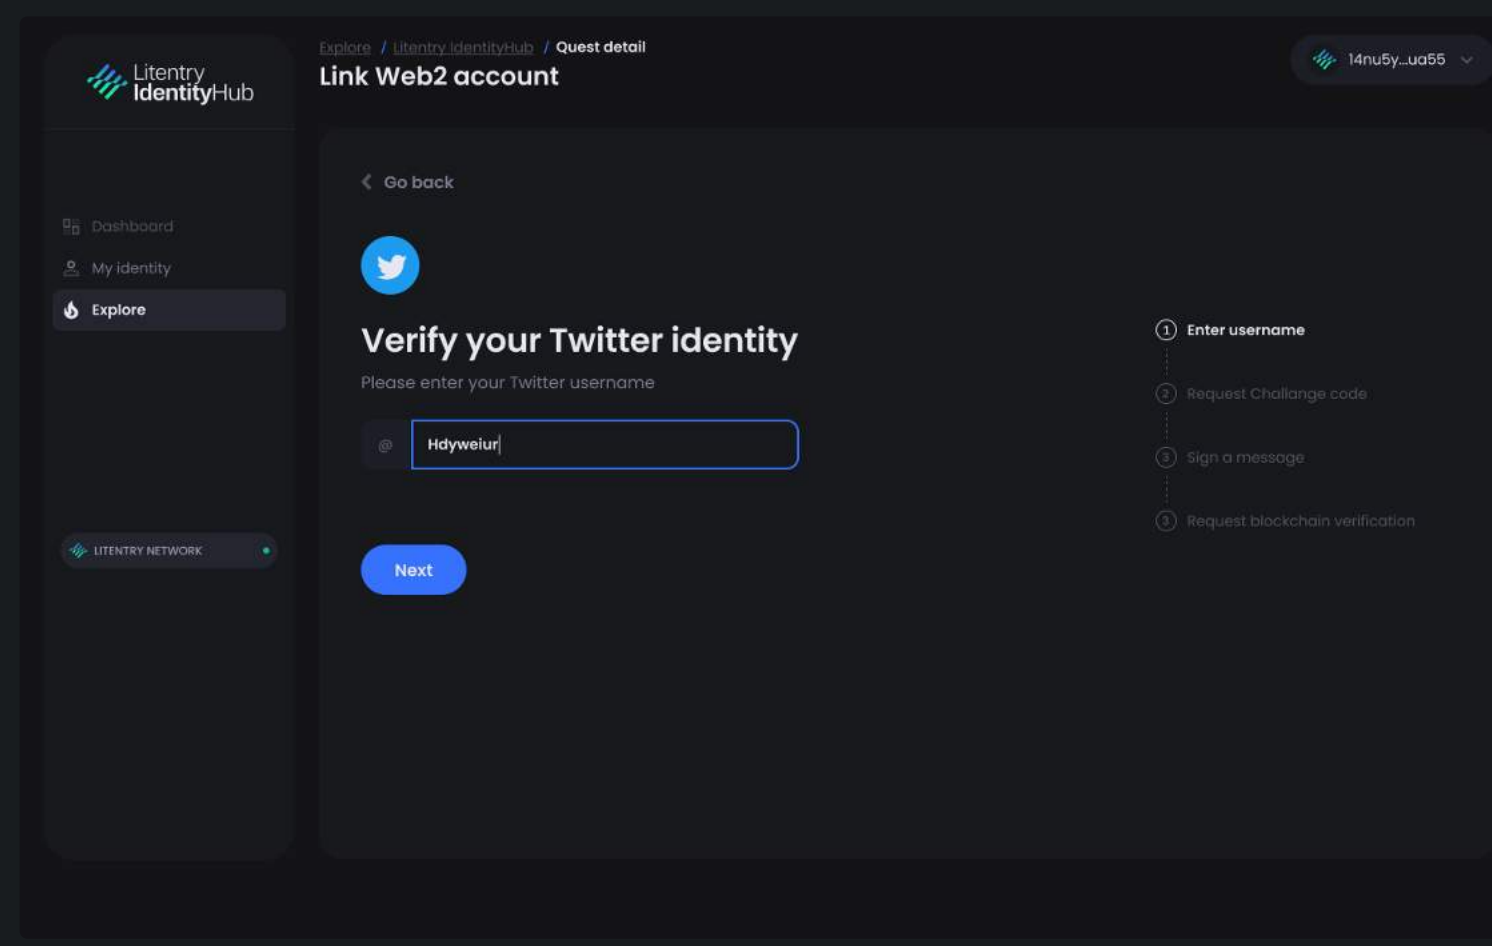 Litentry
IdentityHub
Dashboard
My identity
Explore
LITENTRY NETWORK
Explore / Litentry IdentityHub / Quest detail
Link Web2 account
14nu5y...ua55
Go back
Verify your Twitter identity
Please enter your Twitter username
@ Hdyweiur
Next
1 Enter username
2 Request Challange code
3 Sign a message
3 Request blockchain verification